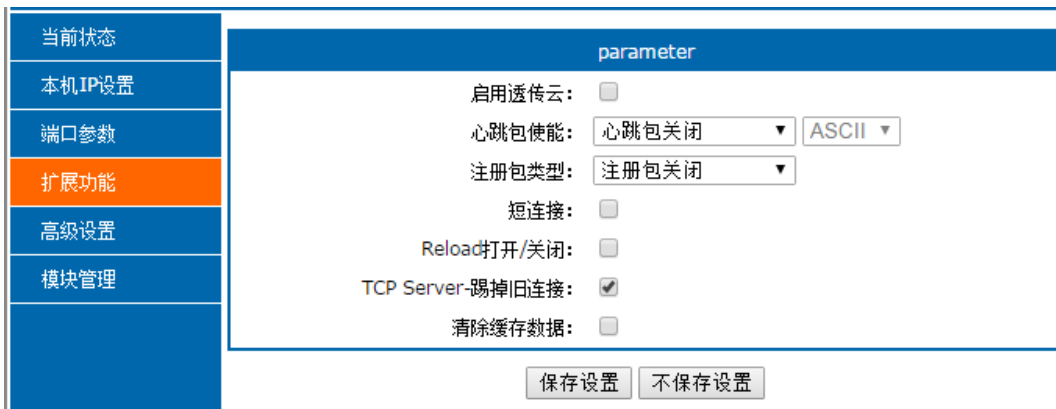 当前状态
本机IP设置
端口参数
扩展功能
高级设置
模块管理
parameter
启用透传云：
心跳包使能： 心跳包关闭 ASCII
注册包类型： 注册包关闭
短连接：
Reload打开/关闭：
TCP Server-踢掉旧连接：
清除缓存数据：
保存设置 不保存设置